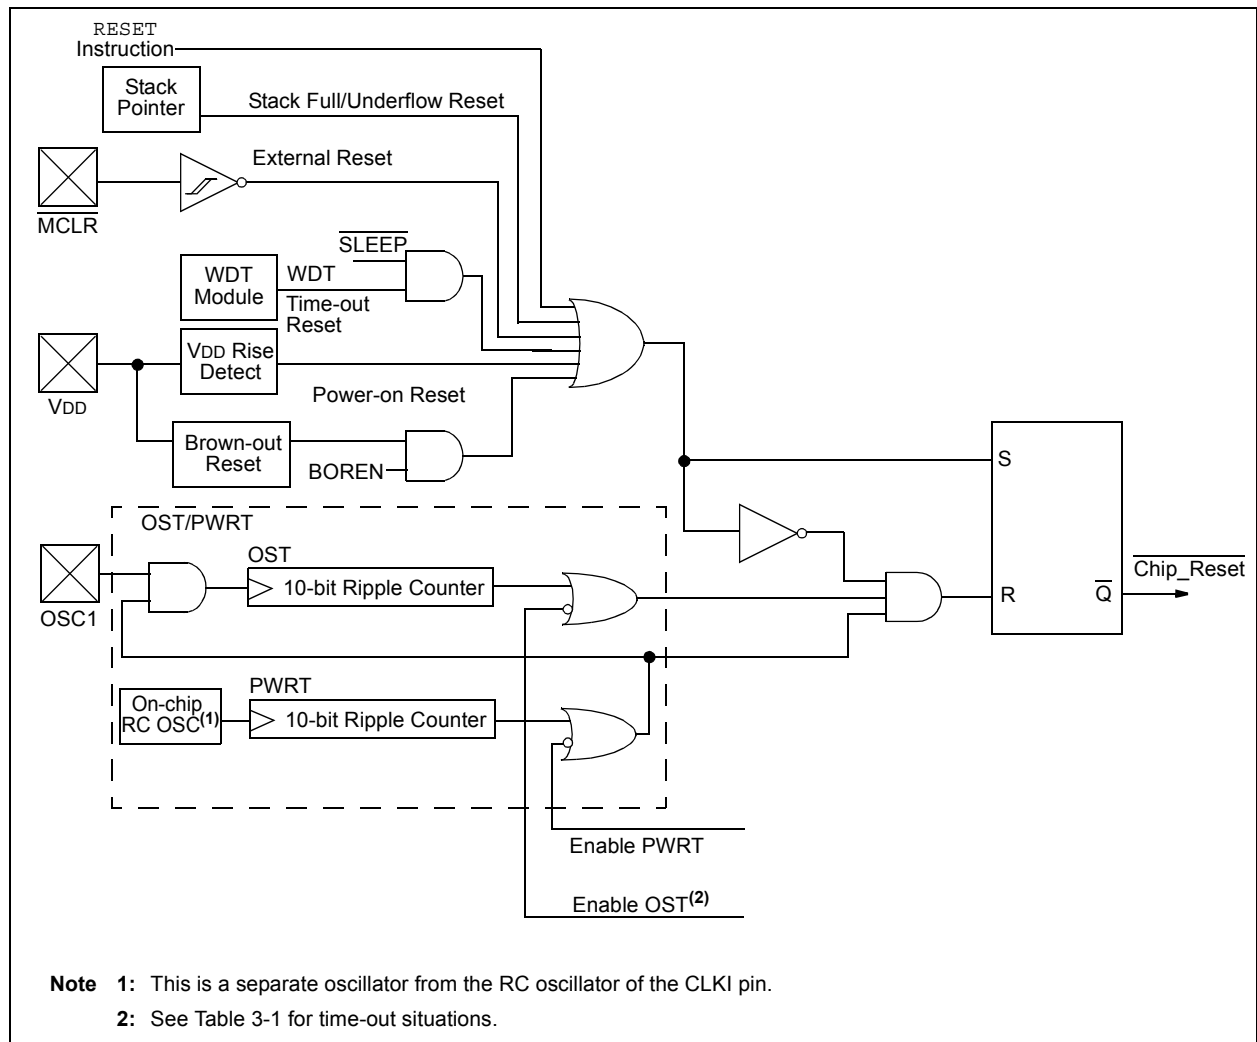 RESET
Instruction
Stack
Pointer
Stack Full/Underflow Reset
External Reset
MCLR
SLEEP
WDT
Module
WDT
Time-out
Reset
VDD Rise
Detect
VDD
Power-on Reset
Brown-out
Reset
BOREN
S
OST/PWRT
OST
10-bit Ripple Counter
OSC1
Chip_Reset
R
Q
PWRT
On-chip
RC OSC(1)
10-bit Ripple Counter
Enable PWRT
Enable OST(2)
Note 1: This is a separate oscillator from the RC oscillator of the CLKI pin.
2: See Table 3-1 for time-out situations.